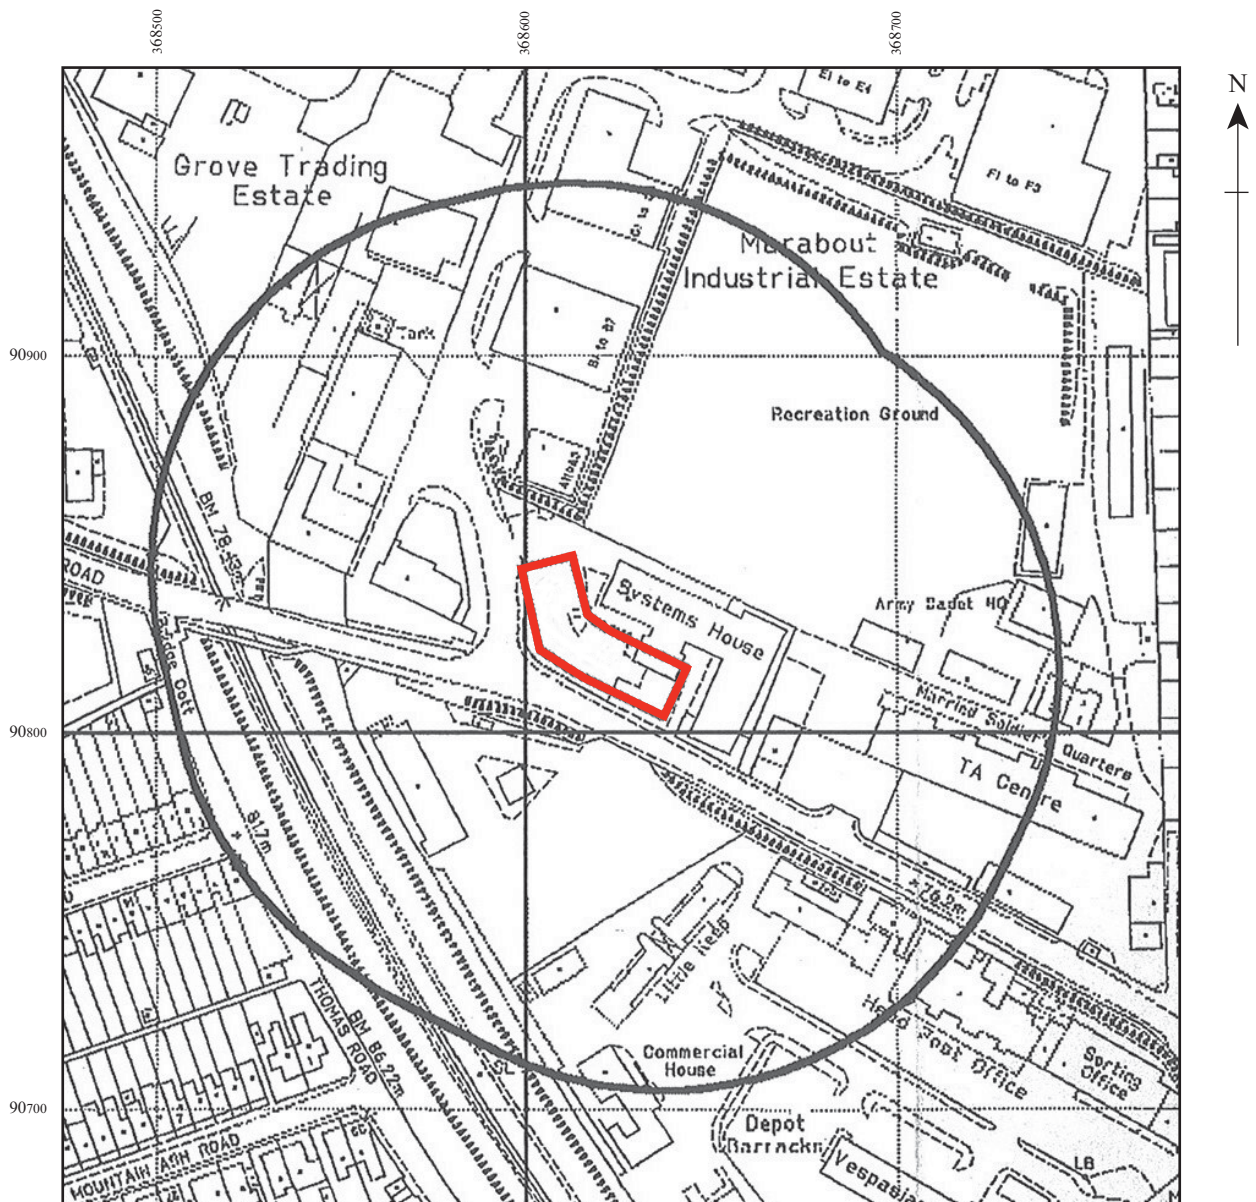 368500
368600
368700
N
E1 to E4
Grove Trading
Estate
F1 to F3
Marabout
Industrial Estate
Tank
B1 to B7
90900
Recreation Ground
BM 78.43m
ROAD
Systems House
Army Cadet HQ
Married Soldiers Quarters
90800
TA Centre
81.7m
76.2m
Little Keep
THOMAS ROAD
BM 86.22m
SL
Commercial
House
Head Post Office
Sorting
Office
90700
Depot
Barracks
MOUNTAIN ASH ROAD
LB